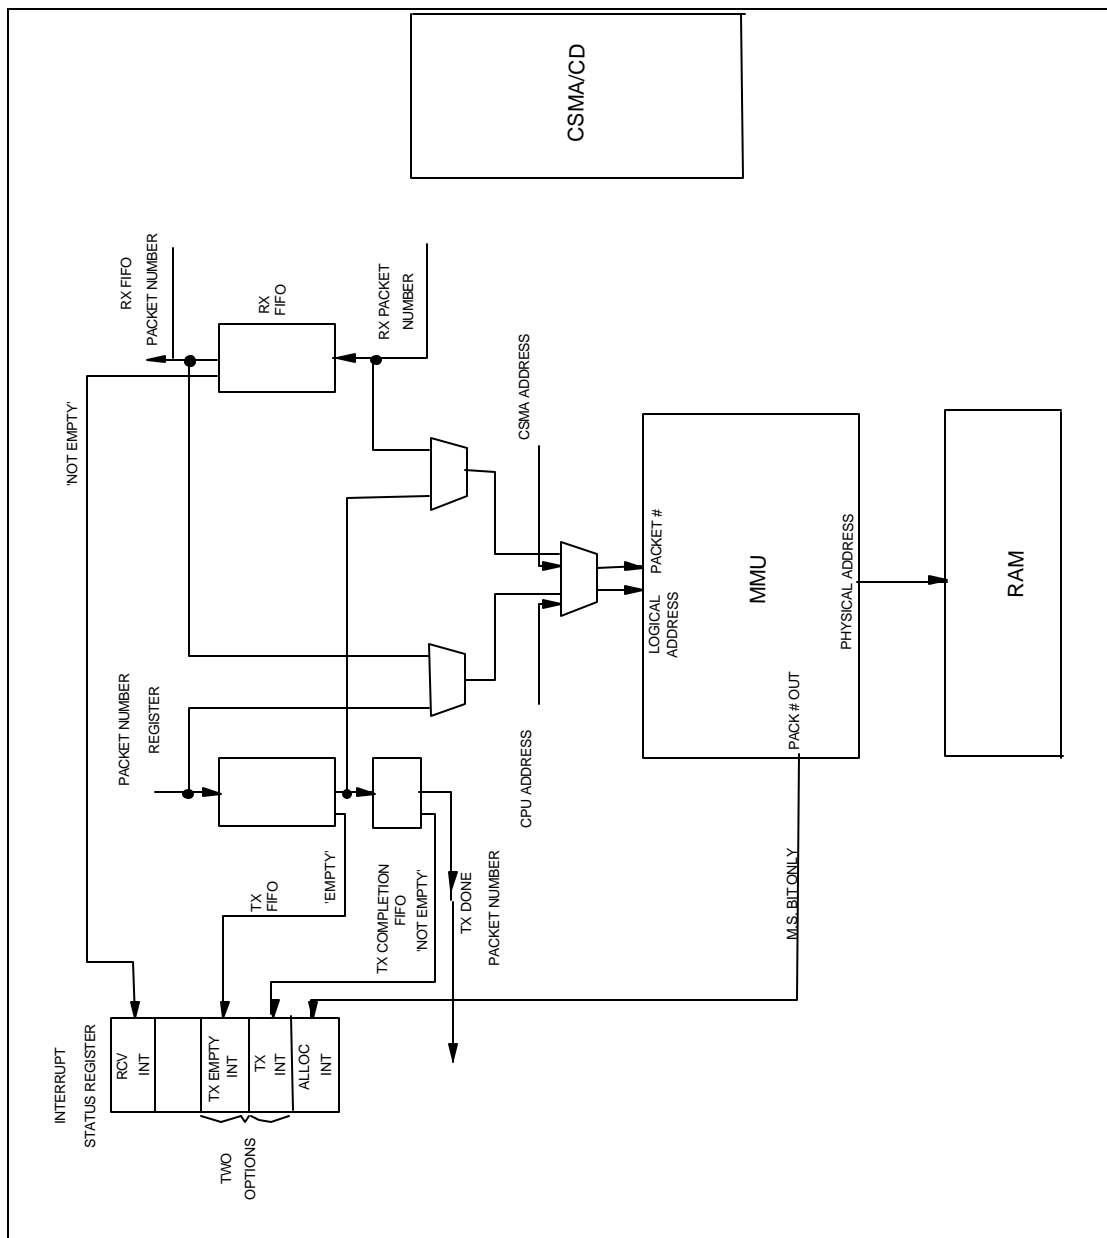 INTERRUPT
STATUS REGISTER
RCV
INT
TX EMPTY
INT
TX
INT
ALLOC
INT
TWO
OPTIONS
'NOT EMPTY'
PACKET NUMBER
REGISTER
TX
FIFO
'EMPTY'
TX COMPLETION
FIFO
'NOT EMPTY'
TX DONE
PACKET NUMBER
RX FIFO
PACKET NUMBER
RX
FIFO
RX PACKET
NUMBER
CSMA ADDRESS
CPU ADDRESS
CSMA/CD
LOGICAL
ADDRESS
PACKET #
MMU
PHYSICAL ADDRESS
PACK # OUT
M.S. BIT ONLY
RAM